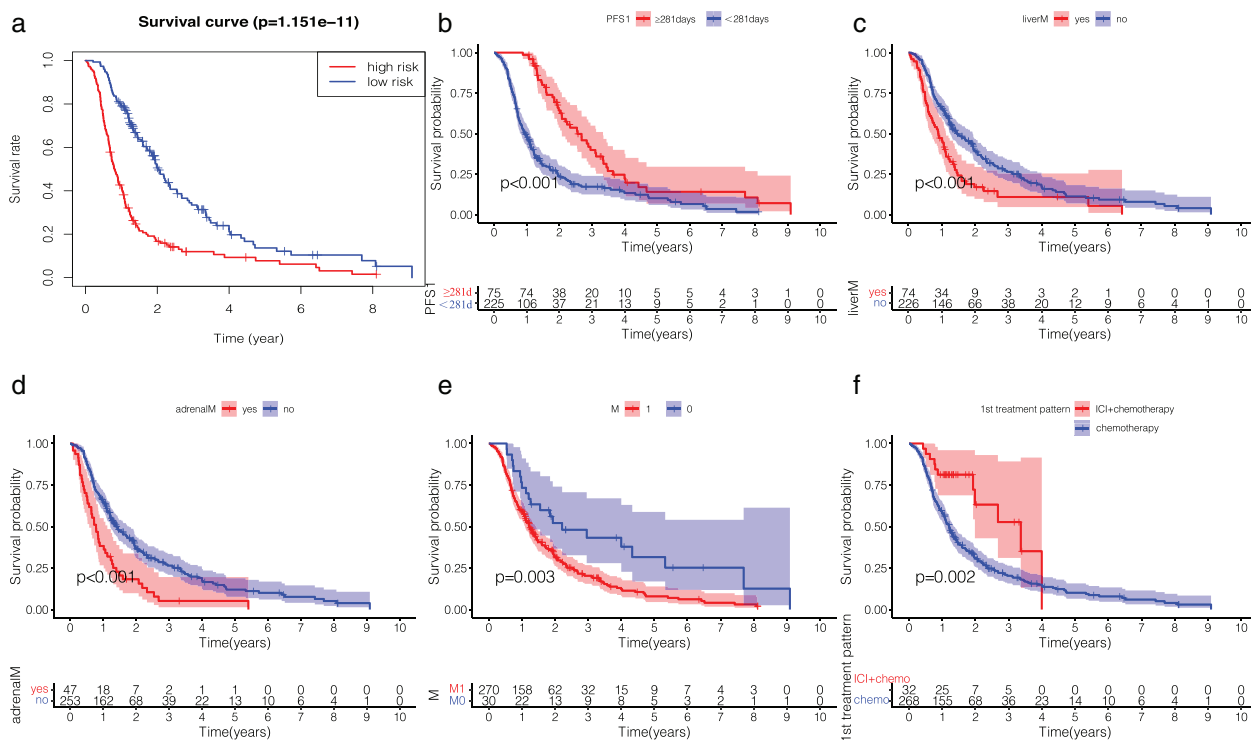 a
Survival curve (p=1.151e−11)
high risk
low risk
Survival rate
1.0
0.8
0.6
0.4
0.2
0.0
0 2 4 6 8
Time (year)
b
PFS1 ≥281days <281days
Survival probability
1.00
0.75
0.50
0.25
0.00
p<0.001
0 1 2 3 4 5 6 7 8 9 10
Time(years)
PFS1
≥281d 75 74 38 20 10 5 5 4 3 1 0
<281d 225 106 37 21 13 9 5 2 1 0 0
0 1 2 3 4 5 6 7 8 9 10
Time(years)
c
liverM yes no
Survival probability
1.00
0.75
0.50
0.25
0.00
p<0.001
0 1 2 3 4 5 6 7 8 9 10
Time(years)
liverM
yes 74 34 9 3 3 2 1 0 0 0 0
no 226 146 66 38 20 12 9 6 4 1 0
0 1 2 3 4 5 6 7 8 9 10
Time(years)
d
adrenalM yes no
Survival probability
1.00
0.75
0.50
0.25
0.00
p<0.001
0 1 2 3 4 5 6 7 8 9 10
Time(years)
adrenalM
yes 47 18 7 2 1 1 0 0 0 0 0
no 253 162 68 39 22 13 10 6 4 1 0
0 1 2 3 4 5 6 7 8 9 10
Time(years)
e
M 1 0
Survival probability
1.00
0.75
0.50
0.25
0.00
p=0.003
0 1 2 3 4 5 6 7 8 9 10
Time(years)
M
M1 270 158 62 32 15 9 7 4 3 0 0
M0 30 22 13 9 8 5 3 2 1 1 0
0 1 2 3 4 5 6 7 8 9 10
Time(years)
f
1st treatment pattern ICI+chemotherapy
chemotherapy
Survival probability
1.00
0.75
0.50
0.25
0.00
p=0.002
0 1 2 3 4 5 6 7 8 9 10
Time(years)
1st treatment pattern
ICI+chemo 32 25 7 5 0 0 0 0 0 0 0
chemo 268 155 68 36 23 14 10 6 4 1 0
0 1 2 3 4 5 6 7 8 9 10
Time(years)